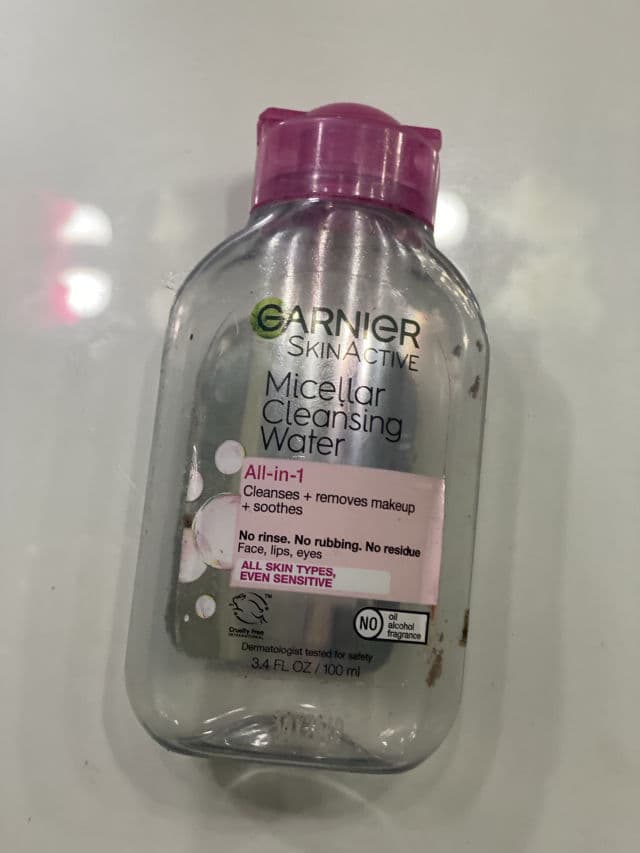 GARNIER
SKINACTIVE
Micellar
Cleansing
Water
All-in-1
Cleanses + removes makeup
+ soothes
No rinse. No rubbing. No residue
Face, lips, eyes
ALL SKIN TYPES,
EVEN SENSITIVE
TM
Cruelty Free
INTERNATIONAL
NO oil
alcohol
fragrance
Dermatologist tested for safety
3.4 FL OZ / 100 ml